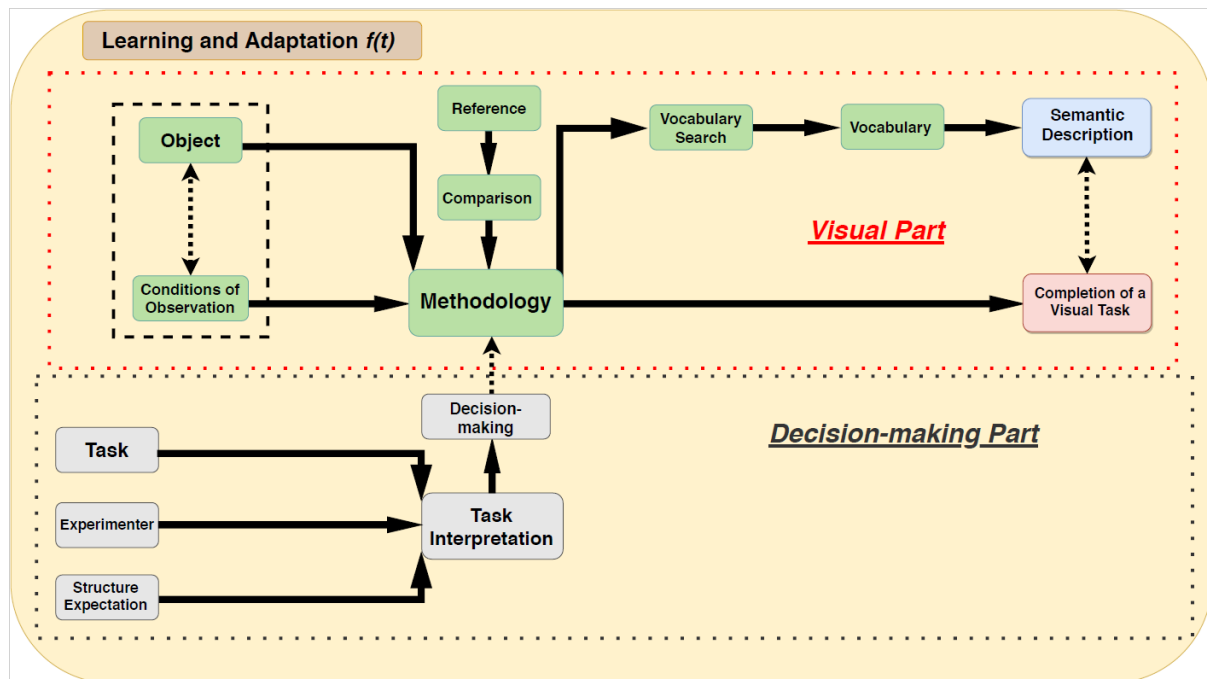 Learning and Adaptation f(t)
Reference
Object
Vocabulary
Search
Vocabulary
Semantic
Description
Comparison
Visual Part
Conditions of
Observation
Methodology
Completion of a
Visual Task
Decision-
making
Decision-making Part
Task
Experimenter
Task
Interpretation
Structure
Expectation